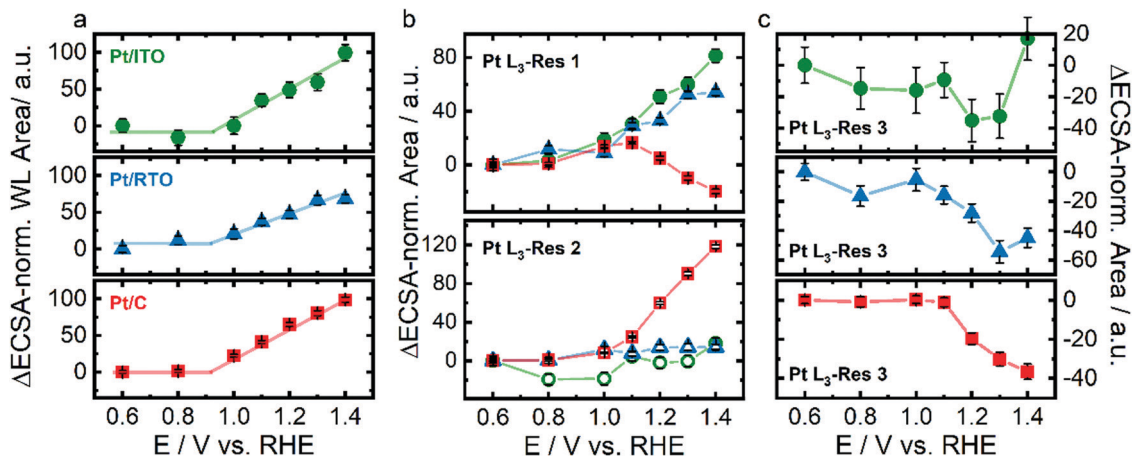 a
ΔECSA-norm. WL Area/ a.u.
Pt/ITO
100
50
0
Pt/RTO
100
50
0
Pt/C
100
50
0
0.6 0.8 1.0 1.2 1.4
E / V vs. RHE
b
ΔECSA-norm. Area / a.u.
Pt L₃-Res 1
80
40
0
Pt L₃-Res 2
120
80
40
0
0.6 0.8 1.0 1.2 1.4
E / V vs. RHE
c
ΔECSA-norm. Area / a.u.
20
0
-20
-40
Pt L₃-Res 3
0
-20
-40
-60
Pt L₃-Res 3
0
-20
-40
Pt L₃-Res 3
0.6 0.8 1.0 1.2 1.4
E / V vs. RHE